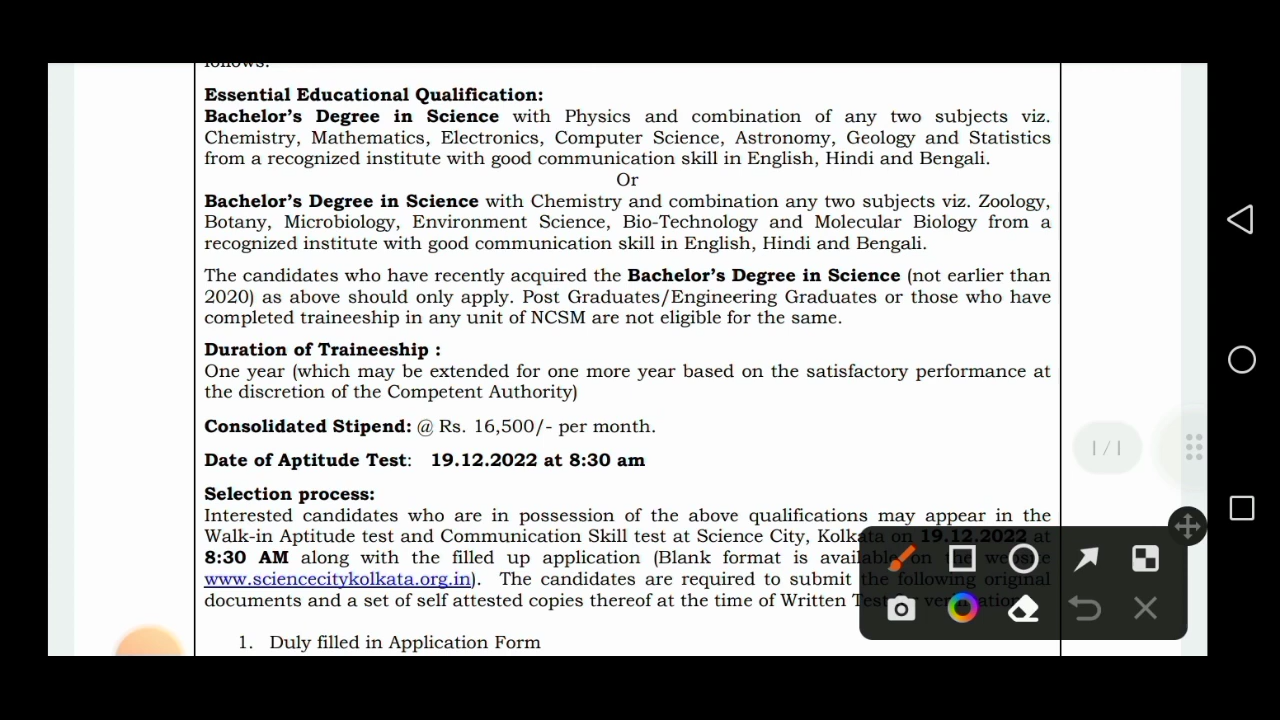 follows:
Essential Educational Qualification:
Bachelor's Degree in Science with Physics and combination of any two subjects viz.
Chemistry, Mathematics, Electronics, Computer Science, Astronomy, Geology and Statistics
from a recognized institute with good communication skill in English, Hindi and Bengali.
Or
Bachelor's Degree in Science with Chemistry and combination any two subjects viz. Zoology,
Botany, Microbiology, Environment Science, Bio-Technology and Molecular Biology from a
recognized institute with good communication skill in English, Hindi and Bengali.
The candidates who have recently acquired the Bachelor's Degree in Science (not earlier than
2020) as above should only apply. Post Graduates/Engineering Graduates or those who have
completed traineeship in any unit of NCSM are not eligible for the same.
Duration of Traineeship :
One year (which may be extended for one more year based on the satisfactory performance at
the discretion of the Competent Authority)
Consolidated Stipend: @ Rs. 16,500/- per month.
1/1
Date of Aptitude Test: 19.12.2022 at 8:30 am
Selection process:
Interested candidates who are in possession of the above qualifications may appear in the
Walk-in Aptitude test and Communication Skill test at Science City, Kolkata on 19.12.2022 at
8:30 AM along with the filled up application (Blank format is available on the website
www.sciencecitykolkata.org.in). The candidates are required to submit the following original
documents and a set of self attested copies thereof at the time of Written Test
1. Duly filled in Application Form